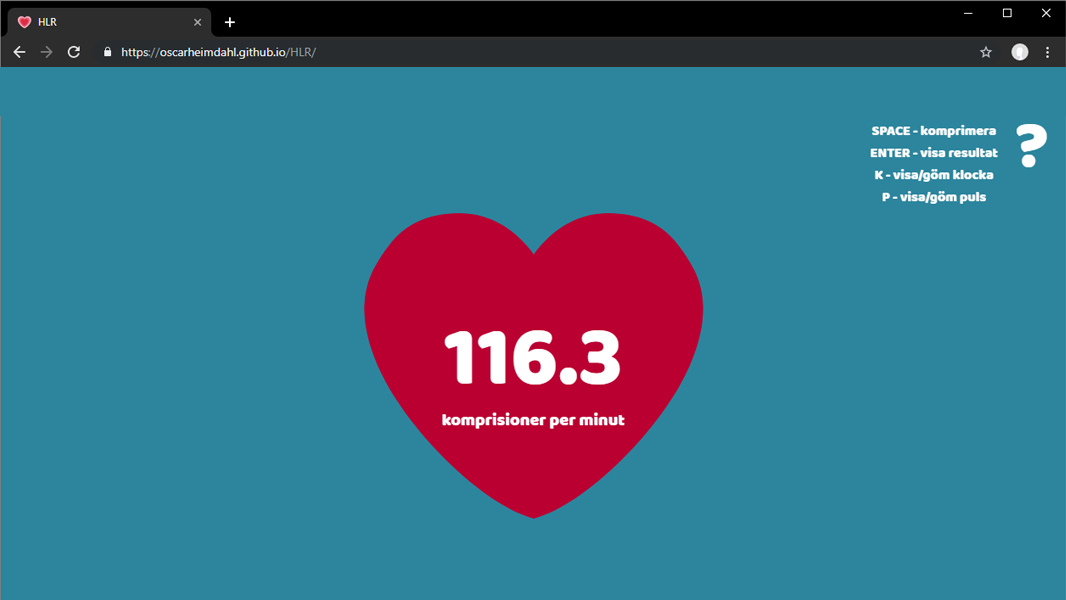 HLR
https://oscarheimdahl.github.io/HLR/
SPACE - komprimera
ENTER - visa resultat
K - visa/göm klocka
P - visa/göm puls
?
116.3
komprisioner per minut